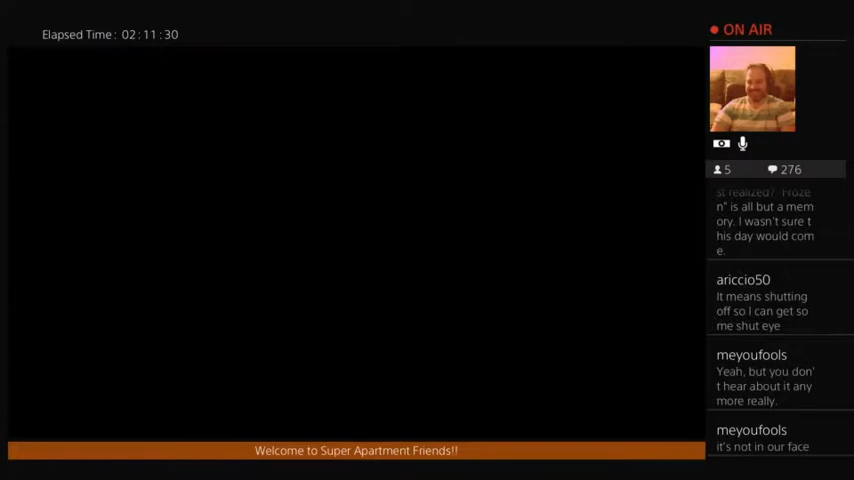 Elapsed Time: 02:11:30
ON AIR
5 276
st realized? "Froze
n" is all but a mem
ory. I wasn't sure t
his day would com
e.
ariccio50
It means shutting
off so I can get so
me shut eye
meyoufools
Yeah, but you don'
t hear about it any
more really.
meyoufools
it's not in our face
Welcome to Super Apartment Friends!!